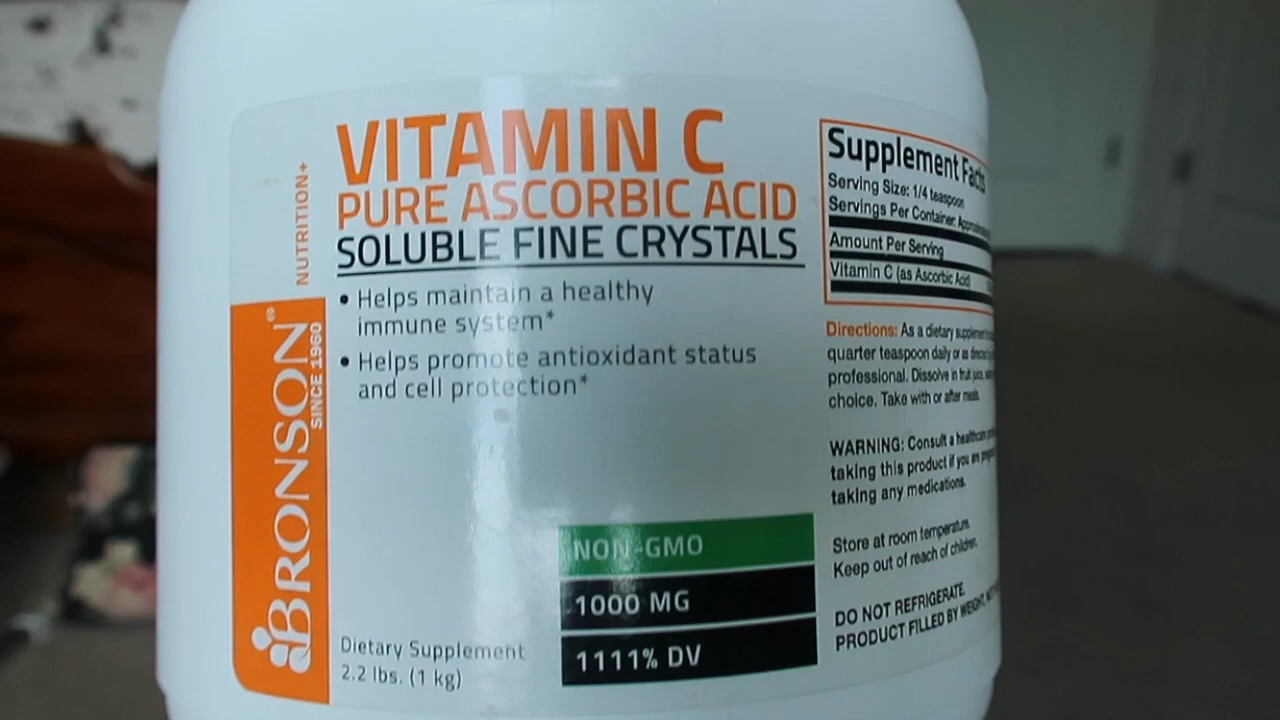 NUTRITION+
BRONSON®
SINCE 1960
VITAMIN C
PURE ASCORBIC ACID
SOLUBLE FINE CRYSTALS
• Helps maintain a healthy
immune system*
• Helps promote antioxidant status
and cell protection*
NON-GMO
1000 MG
1111% DV
Dietary Supplement
2.2 lbs. (1 kg)
Supplement Facts
Serving Size: 1/4 teaspoon
Servings Per Container:
Amount Per Serving
Vitamin C (as Ascorbic Acid)
Directions: As a dietary supplement
quarter teaspoon daily or as directed
professional. Dissolve in fruit juice,
choice. Take with or after meals.
WARNING: Consult a healthcare
taking this product if you are
taking any medications.
Store at room temperature.
Keep out of reach of children.
DO NOT REFRIGERATE.
PRODUCT FILLED BY WEIGHT,